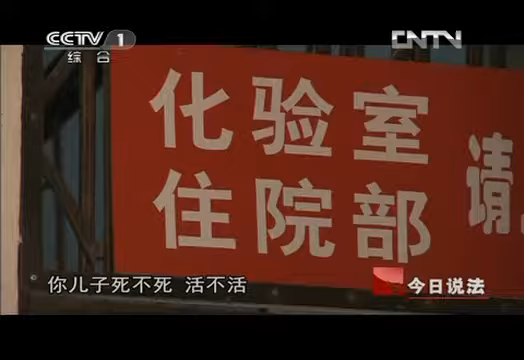 CCTV 1
综合
CNTV
化验室
住院部
请
你儿子死不死 活不活
今日说法